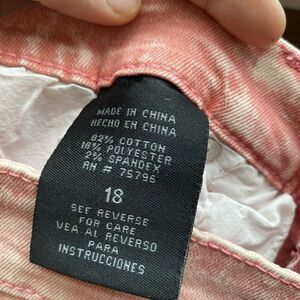 MADE IN CHINA
HECHO EN CHINA
82% COTTON
16% POLYESTER
2% SPANDEX
RN # 75796
18
SEE REVERSE
FOR CARE
VEA AL REVERSO
PARA
INSTRUCCIONES